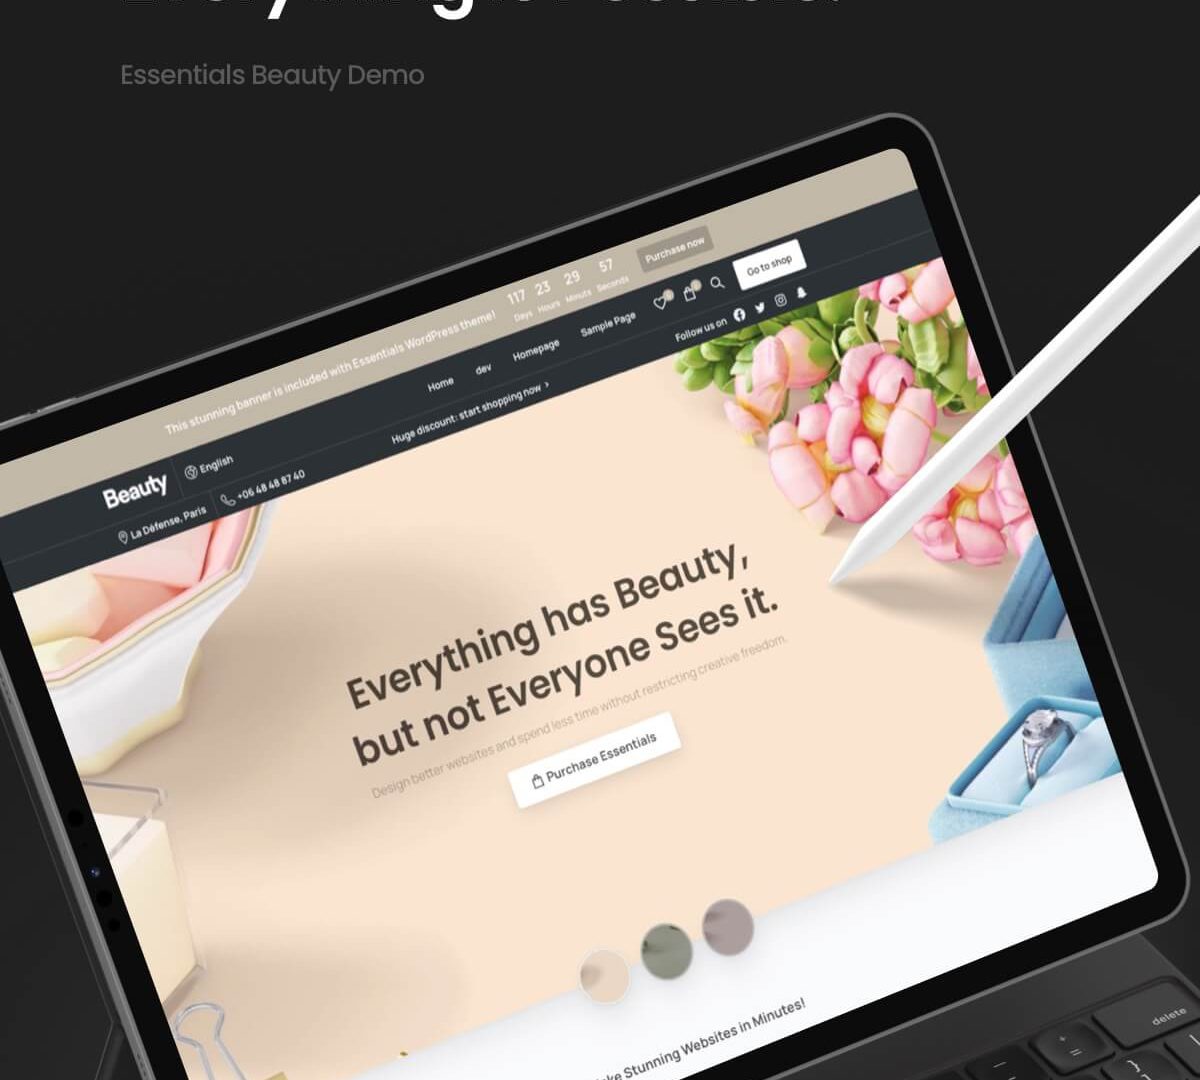 Essentials Beauty Demo
This stunning banner is included with Essentials WordPress theme!
117 23 29 57
Days Hours Minuts Seconds
Purchase now
Beauty
English
Home dev Homepage Sample Page
0 0
Go to shop
La Défense, Paris
+06 48 48 87 40
Huge discount: start shopping now >
Follow us on
Everything has Beauty,
but not Everyone Sees it.
Design better websites and spend less time without restricting creative freedom.
Purchase Essentials
Stunning Websites in Minutes!
delete
+
=